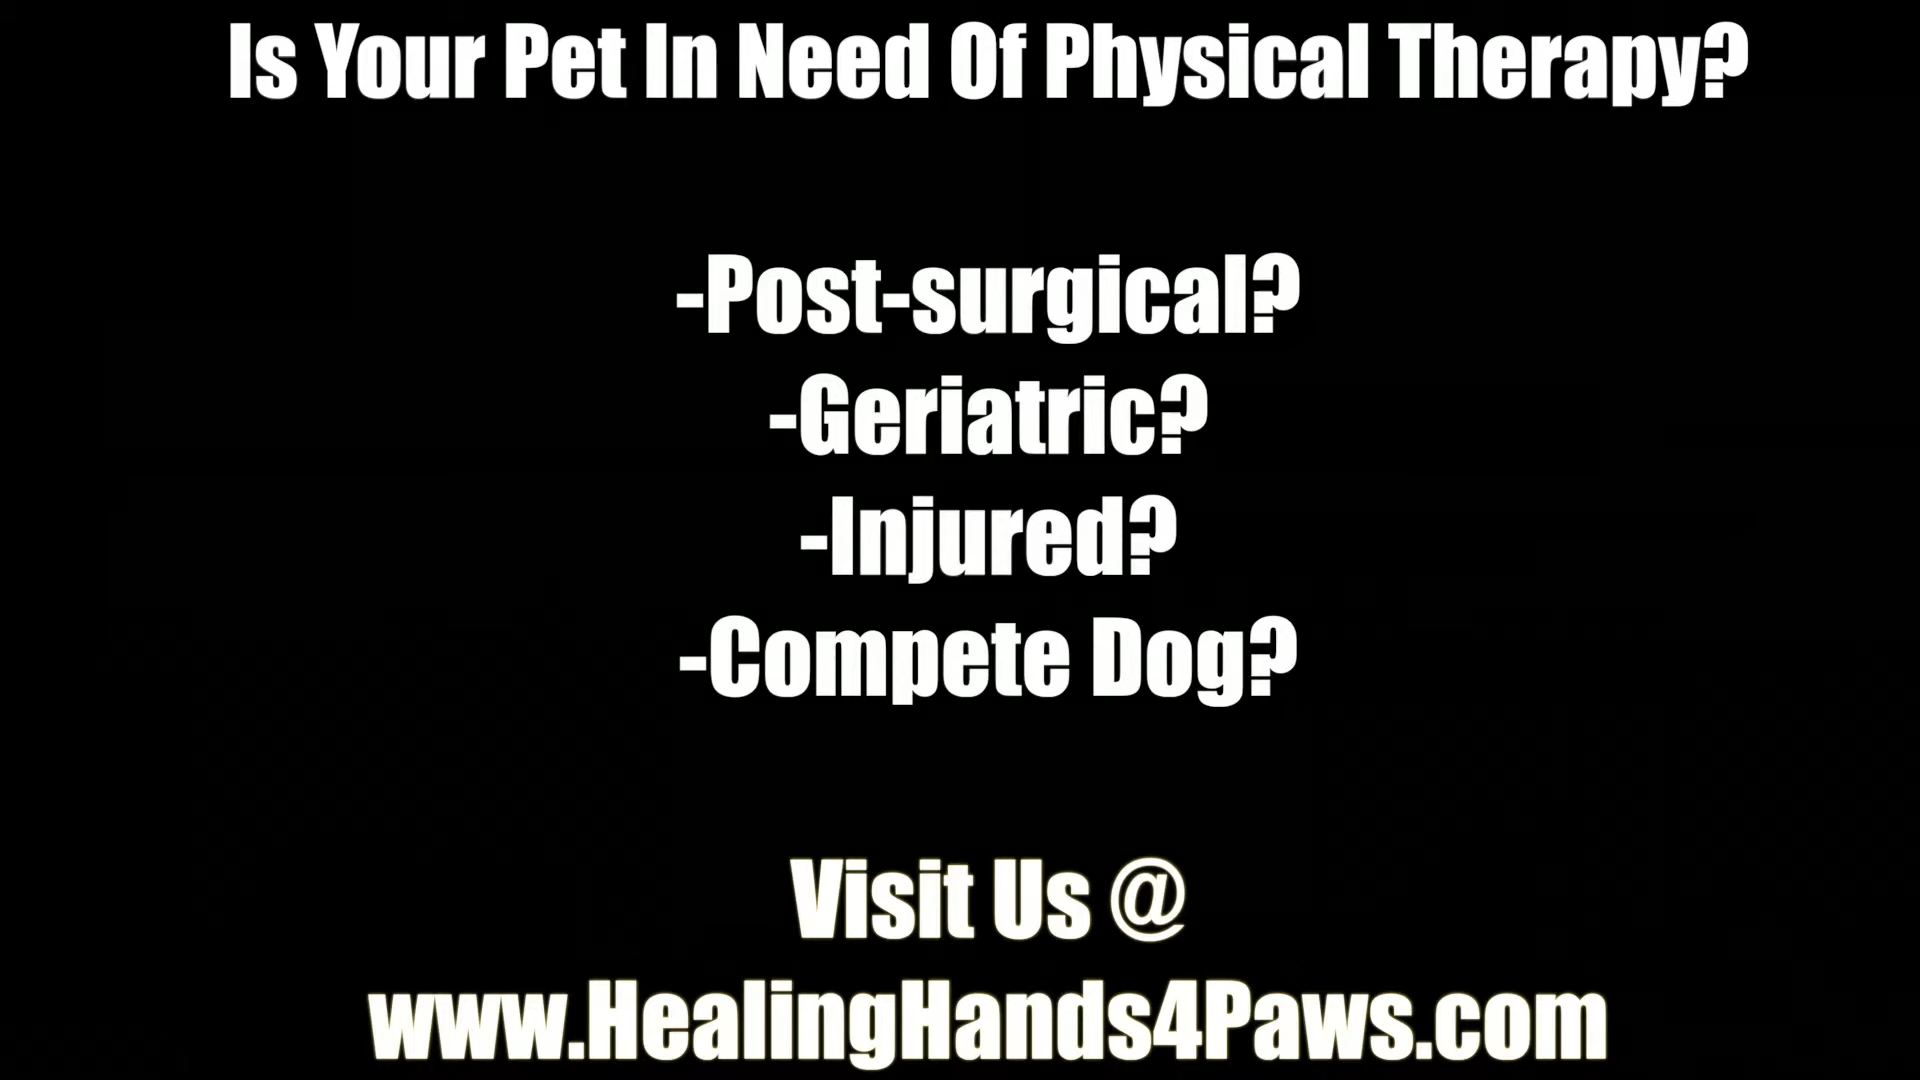 Is Your Pet In Need Of Physical Therapy?
-Post-surgical?
-Geriatric?
-Injured?
-Compete Dog?
Visit Us @
www.HealingHands4Paws.com